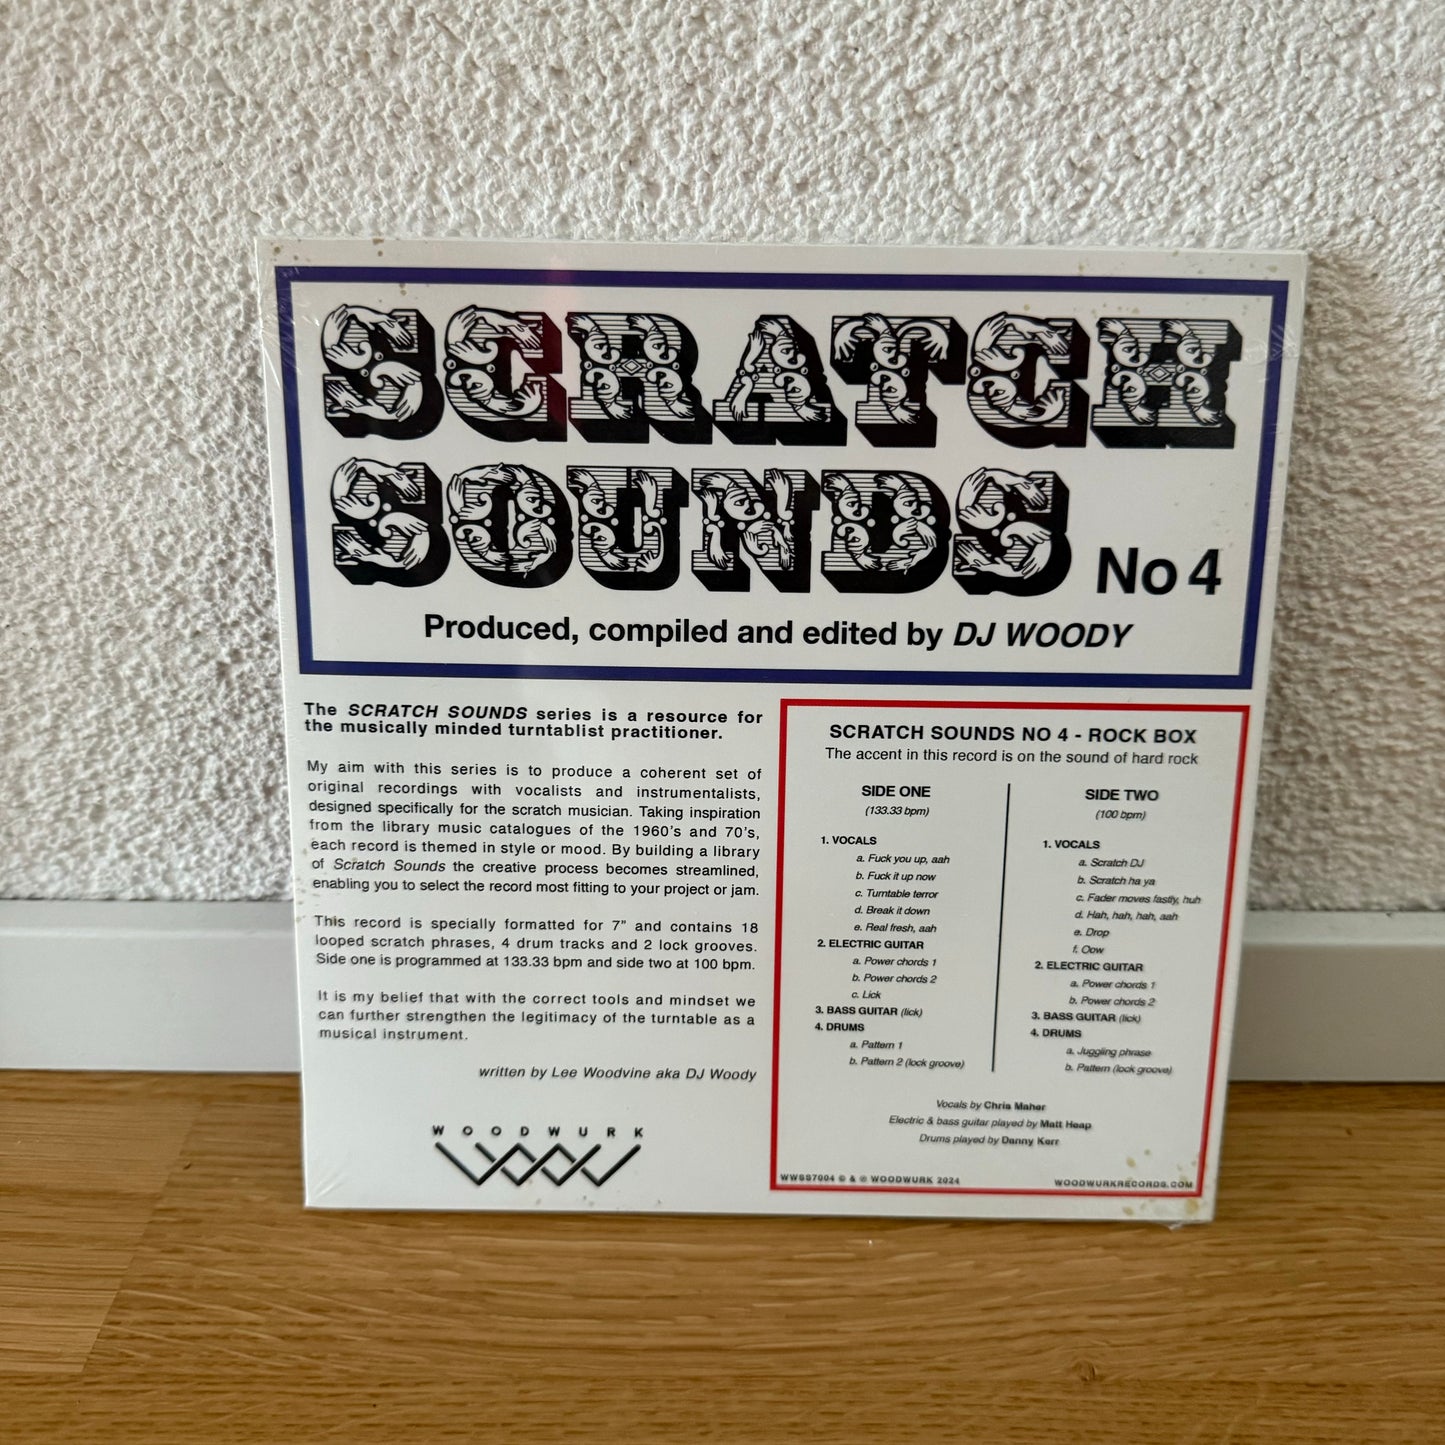 SCRATCH
SOUNDS No 4
Produced, compiled and edited by DJ WOODY
The SCRATCH SOUNDS series is a resource for
the musically minded turntablist practitioner.
My aim with this series is to produce a coherent set of
original recordings with vocalists and instrumentalists,
designed specifically for the scratch musician. Taking inspiration
from the library music catalogues of the 1960's and 70's,
each record is themed in style or mood. By building a library
of Scratch Sounds the creative process becomes streamlined,
enabling you to select the record most fitting to your project or jam.
This record is specially formatted for 7" and contains 18
looped scratch phrases, 4 drum tracks and 2 lock grooves.
Side one is programmed at 133.33 bpm and side two at 100 bpm.
It is my belief that with the correct tools and mindset we
can further strengthen the legitimacy of the turntable as a
musical instrument.
written by Lee Woodvine aka DJ Woody
WOODWURK
SCRATCH SOUNDS NO 4 - ROCK BOX
The accent in this record is on the sound of hard rock
SIDE ONE
(133.33 bpm)
1. VOCALS
a. Fuck you up, aah
b. Fuck it up now
c. Turntable terror
d. Break it down
e. Real fresh, aah
2. ELECTRIC GUITAR
a. Power chords 1
b. Power chords 2
c. Lick
3. BASS GUITAR (lick)
4. DRUMS
a. Pattern 1
b. Pattern 2 (lock groove)
SIDE TWO
(100 bpm)
1. VOCALS
a. Scratch DJ
b. Scratch ha ya
c. Fader moves fastly, huh
d. Hah, hah, hah, aah
e. Drop
f. Oow
2. ELECTRIC GUITAR
a. Power chords 1
b. Power chords 2
3. BASS GUITAR (lick)
4. DRUMS
a. Juggling phrase
b. Pattern (lock groove)
Vocals by Chris Maher
Electric & bass guitar played by Matt Heap
Drums played by Danny Kerr
WWSS7004 © & ℗ WOODWURK 2024
WOODWURKRECORDS.COM